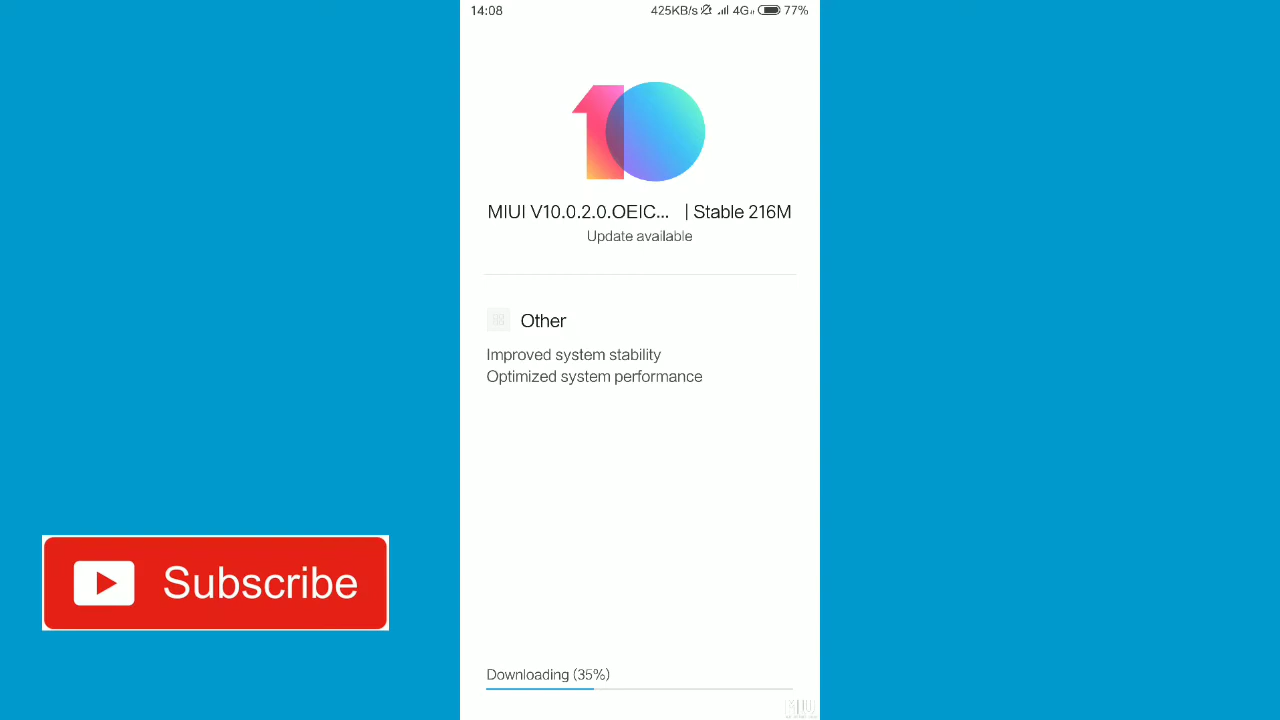 14:08 425KB/s 4G 77%
10
MIUI V10.0.2.0.OEIC... | Stable 216M
Update available
Other
Improved system stability
Optimized system performance
Subscribe
Downloading (35%)